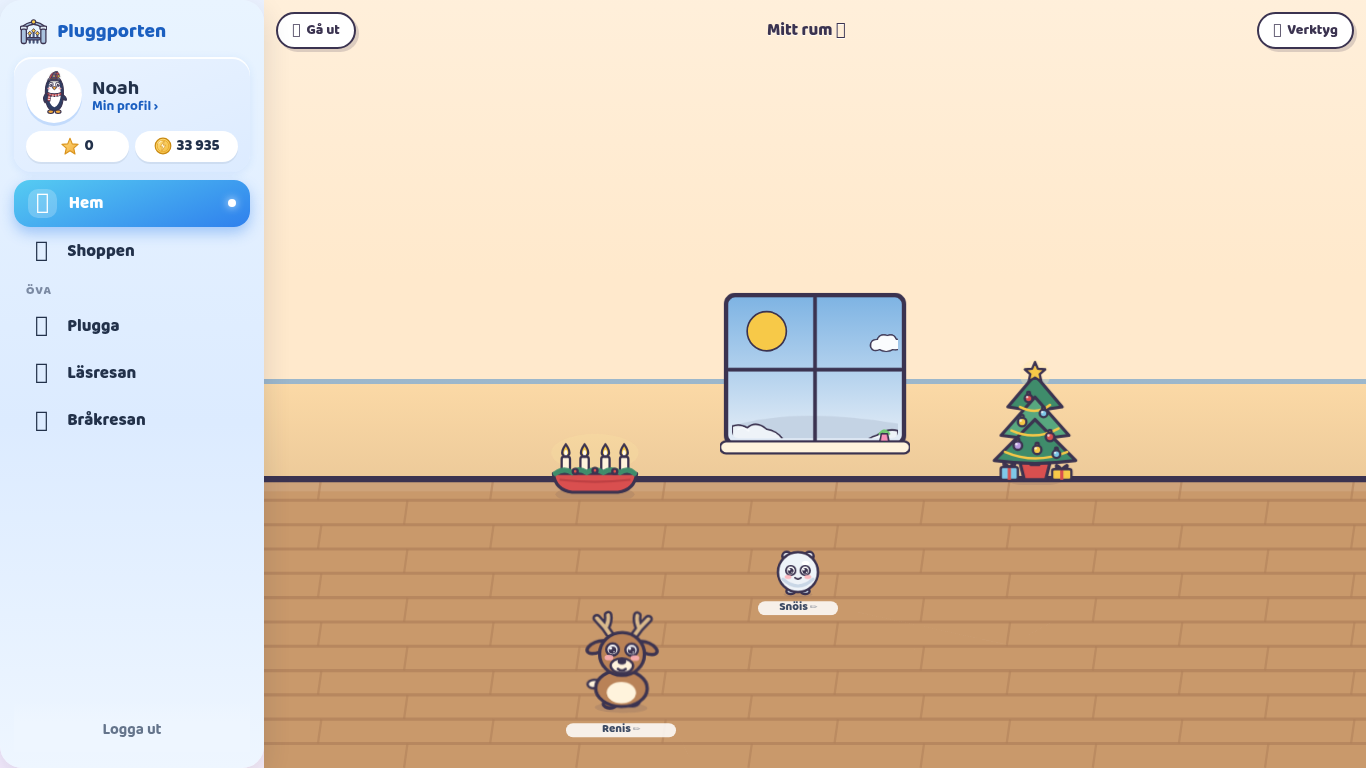 Pluggporten
Noah
Min profil ›
0
33 935
Hem
Shoppen
ÖVA
Plugga
Läsresan
Bråkresan
Logga ut
Gå ut
Mitt rum
Verktyg
Snöis
Renis